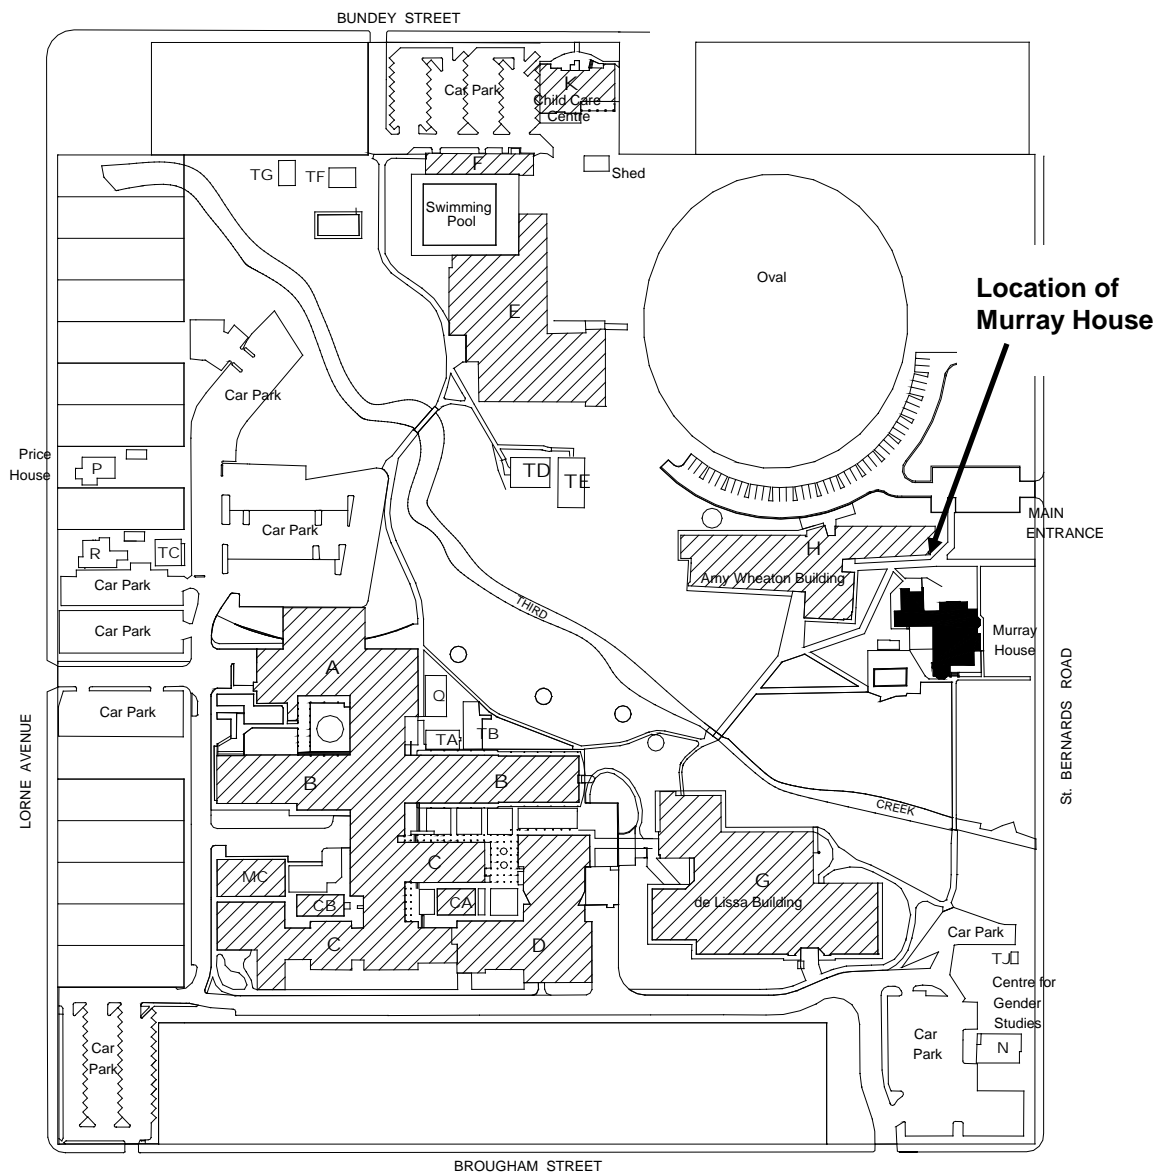 BUNDEY STREET
Car Park
K
Child Care
Centre
F
Shed
TG
TF
Swimming
Pool
Oval
E
Location of
Murray House
Car Park
Price
House
P
TD
TE
Car Park
MAIN
ENTRANCE
R
TC
H
Car Park
Amy Wheaton Building
THIRD
Car Park
Murray
House
A
Q
Car Park
TA
TB
LORNE AVENUE
St. BERNARDS ROAD
B
B
CREEK
C
MC
G
CB
CA
de Lissa Building
C
D
Car Park
TJ
Centre for
Gender
Studies
Car
Park
Car
Park
N
BROUGHAM STREET